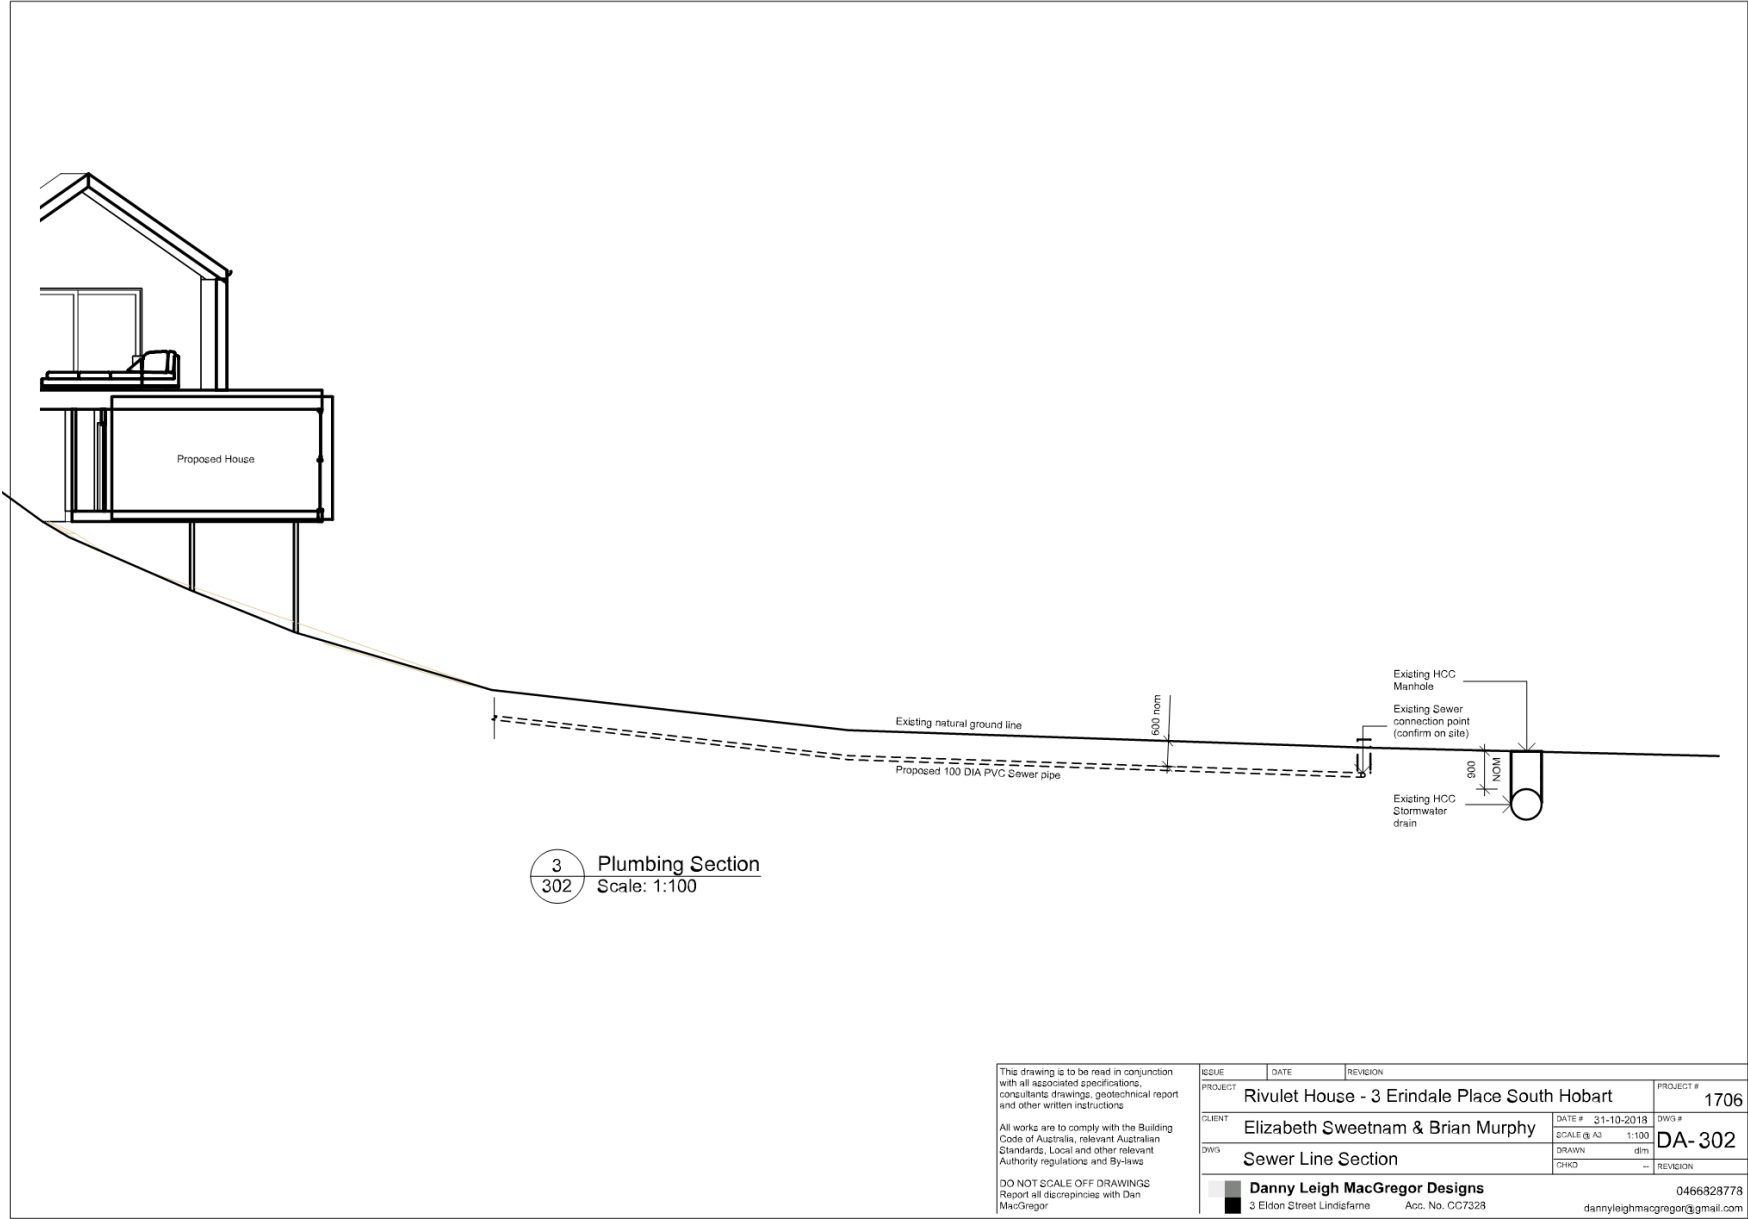 Proposed House
Existing HCC
Manhole
Existing Sewer
connection point
(confirm on site)
600 nom
Existing natural ground line
Proposed 100 DIA PVC Sewer pipe
900
NOM
Existing HCC
Stormwater
drain
3
302
Plumbing Section
Scale: 1:100
This drawing is to be read in conjunction
with all associated specifications,
consultants drawings, geotechnical report
and other written instructions
All works are to comply with the Building
Code of Australia, relevant Australian
Standards, Local and other relevant
Authority regulations and By-laws
DO NOT SCALE OFF DRAWINGS
Report all discrepencies with Dan
MacGregor
ISSUE DATE REVISION
PROJECT Rivulet House - 3 Erindale Place South Hobart
PROJECT # 1706
CLIENT Elizabeth Sweetnam & Brian Murphy
DATE # 31-10-2018
SCALE @ A3 1:100
DWG # DA-302
DWG Sewer Line Section
DRAWN dlm
CHKD --
REVISION
Danny Leigh MacGregor Designs
3 Eldon Street Lindisfarne Acc. No. CC7328
0466828778
dannyleighmacgregor@gmail.com